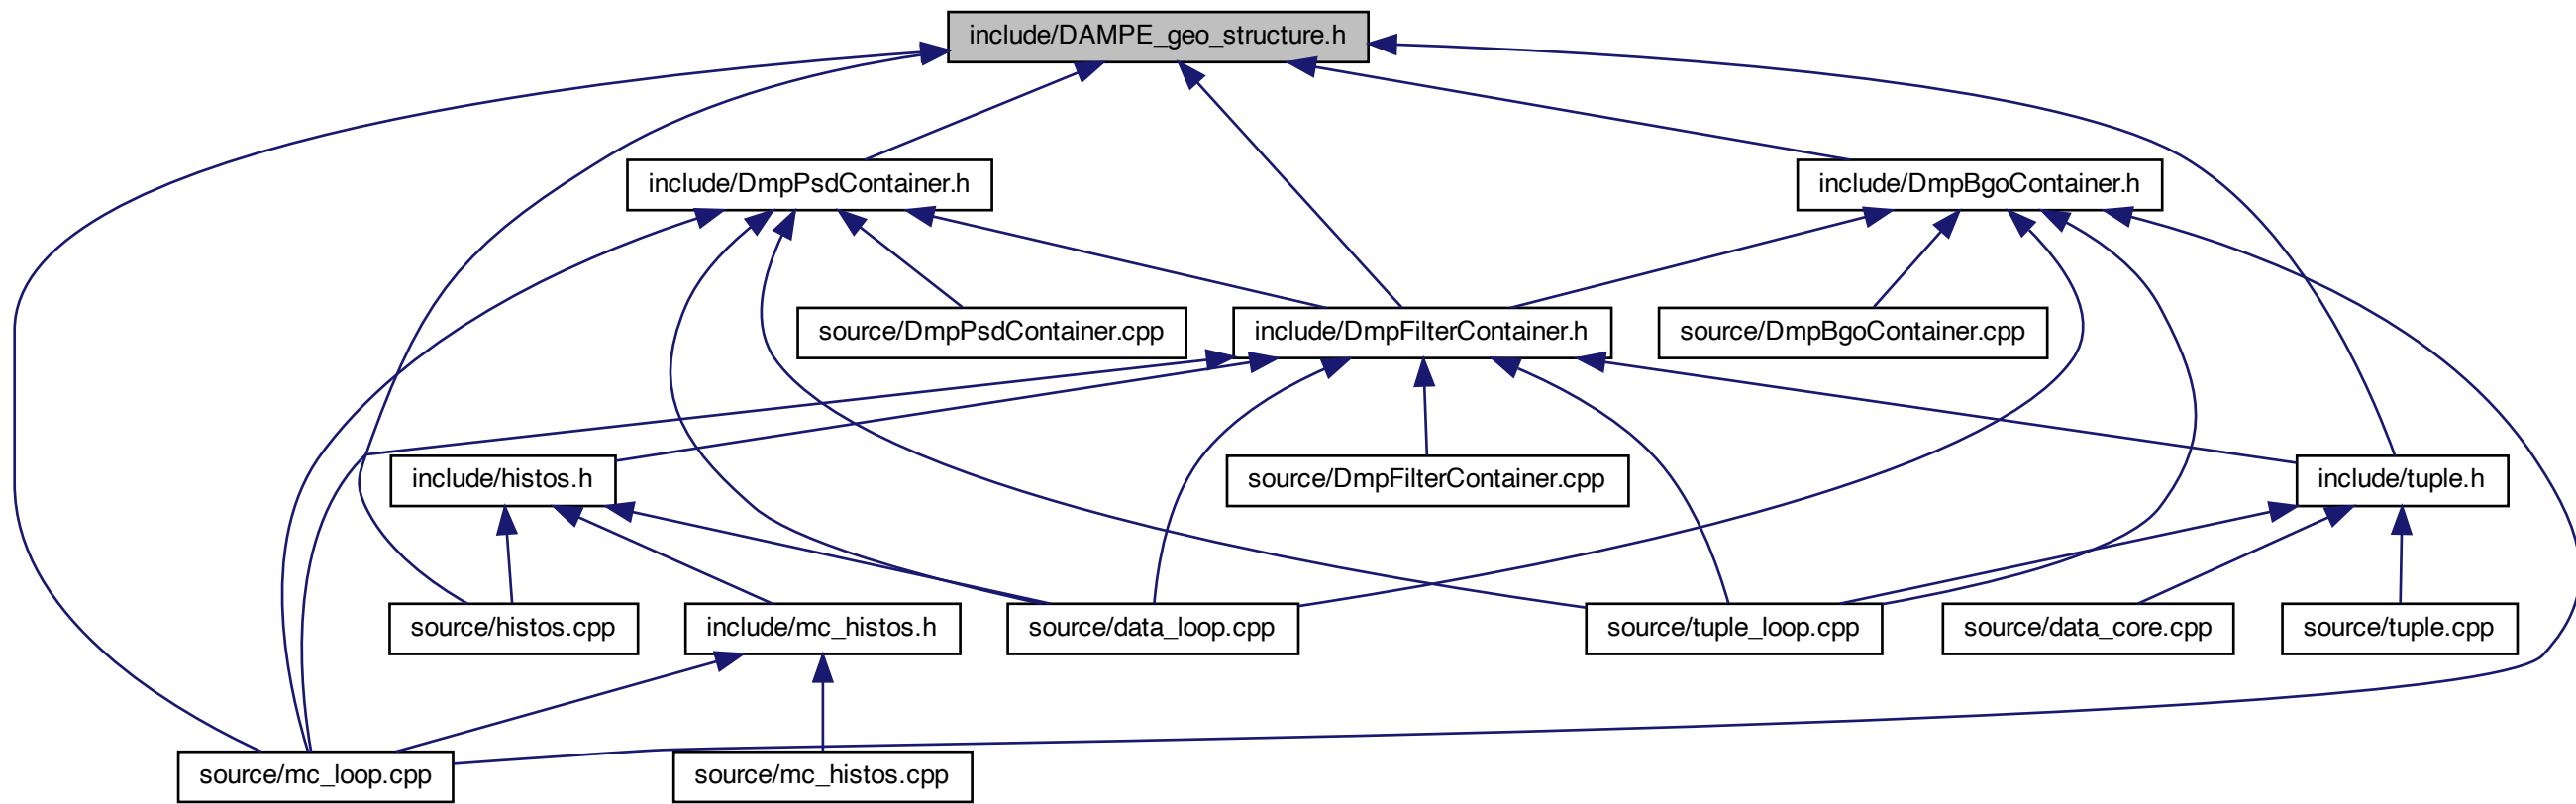 include/DAMPE_geo_structure.h
include/DmpPsdContainer.h
include/DmpBgoContainer.h
source/DmpPsdContainer.cpp
include/DmpFilterContainer.h
source/DmpBgoContainer.cpp
include/histos.h
source/DmpFilterContainer.cpp
include/tuple.h
source/histos.cpp
include/mc_histos.h
source/data_loop.cpp
source/tuple_loop.cpp
source/data_core.cpp
source/tuple.cpp
source/mc_loop.cpp
source/mc_histos.cpp